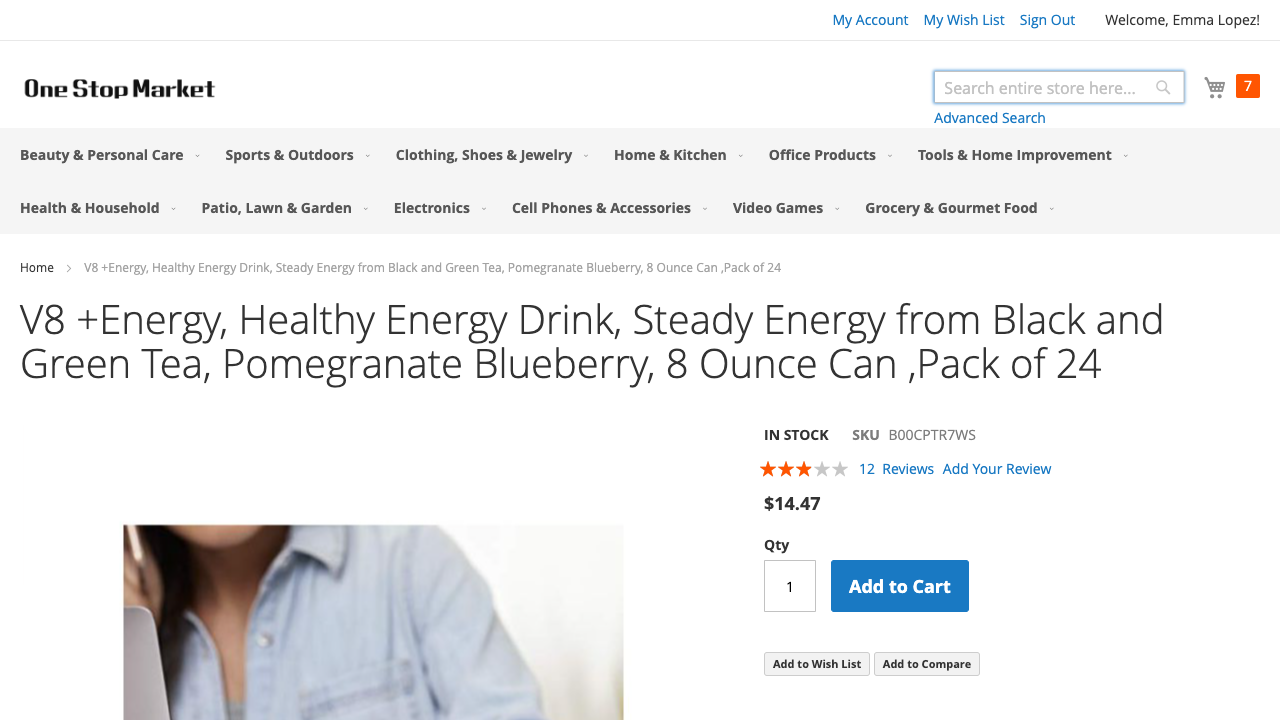 My Account My Wish List Sign Out Welcome, Emma Lopez!
One Stop Market
Search entire store here...
7
Advanced Search
Beauty & Personal Care Sports & Outdoors Clothing, Shoes & Jewelry Home & Kitchen Office Products Tools & Home Improvement
Health & Household Patio, Lawn & Garden Electronics Cell Phones & Accessories Video Games Grocery & Gourmet Food
Home V8 +Energy, Healthy Energy Drink, Steady Energy from Black and Green Tea, Pomegranate Blueberry, 8 Ounce Can ,Pack of 24
V8 +Energy, Healthy Energy Drink, Steady Energy from Black and
Green Tea, Pomegranate Blueberry, 8 Ounce Can ,Pack of 24
IN STOCK SKU B00CPTR7WS
12 Reviews Add Your Review
$14.47
Qty
1 Add to Cart
Add to Wish List Add to Compare